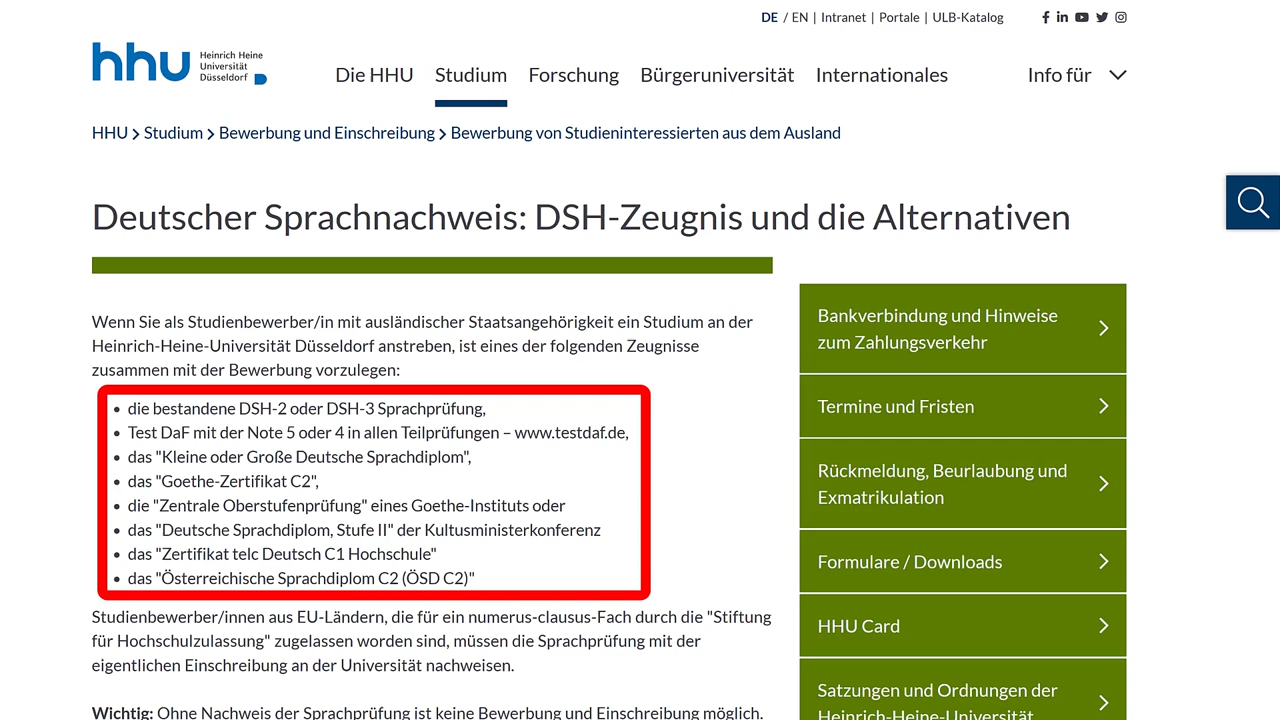 DE / EN | Intranet | Portale | ULB-Katalog
hhu Heinrich Heine
Universität
Düsseldorf
Die HHU Studium Forschung Bürgeruniversität Internationales Info für
HHU > Studium > Bewerbung und Einschreibung > Bewerbung von Studieninteressierten aus dem Ausland
Deutscher Sprachnachweis: DSH-Zeugnis und die Alternativen
Wenn Sie als Studienbewerber/in mit ausländischer Staatsangehörigkeit ein Studium an der
Heinrich-Heine-Universität Düsseldorf anstreben, ist eines der folgenden Zeugnisse
zusammen mit der Bewerbung vorzulegen:
• die bestandene DSH-2 oder DSH-3 Sprachprüfung,
• Test DaF mit der Note 5 oder 4 in allen Teilprüfungen – www.testdaf.de,
• das "Kleine oder Große Deutsche Sprachdiplom",
• das "Goethe-Zertifikat C2",
• die "Zentrale Oberstufenprüfung" eines Goethe-Instituts oder
• das "Deutsche Sprachdiplom, Stufe II" der Kultusministerkonferenz
• das "Zertifikat telc Deutsch C1 Hochschule"
• das "Österreichische Sprachdiplom C2 (ÖSD C2)"
Studienbewerber/innen aus EU-Ländern, die für ein numerus-clausus-Fach durch die "Stiftung
für Hochschulzulassung" zugelassen worden sind, müssen die Sprachprüfung mit der
eigentlichen Einschreibung an der Universität nachweisen.
Wichtig: Ohne Nachweis der Sprachprüfung ist keine Bewerbung und Einschreibung möglich.
Bankverbindung und Hinweise
zum Zahlungsverkehr
Termine und Fristen
Rückmeldung, Beurlaubung und
Exmatrikulation
Formulare / Downloads
HHU Card
Satzungen und Ordnungen der
Heinrich-Heine-Universität